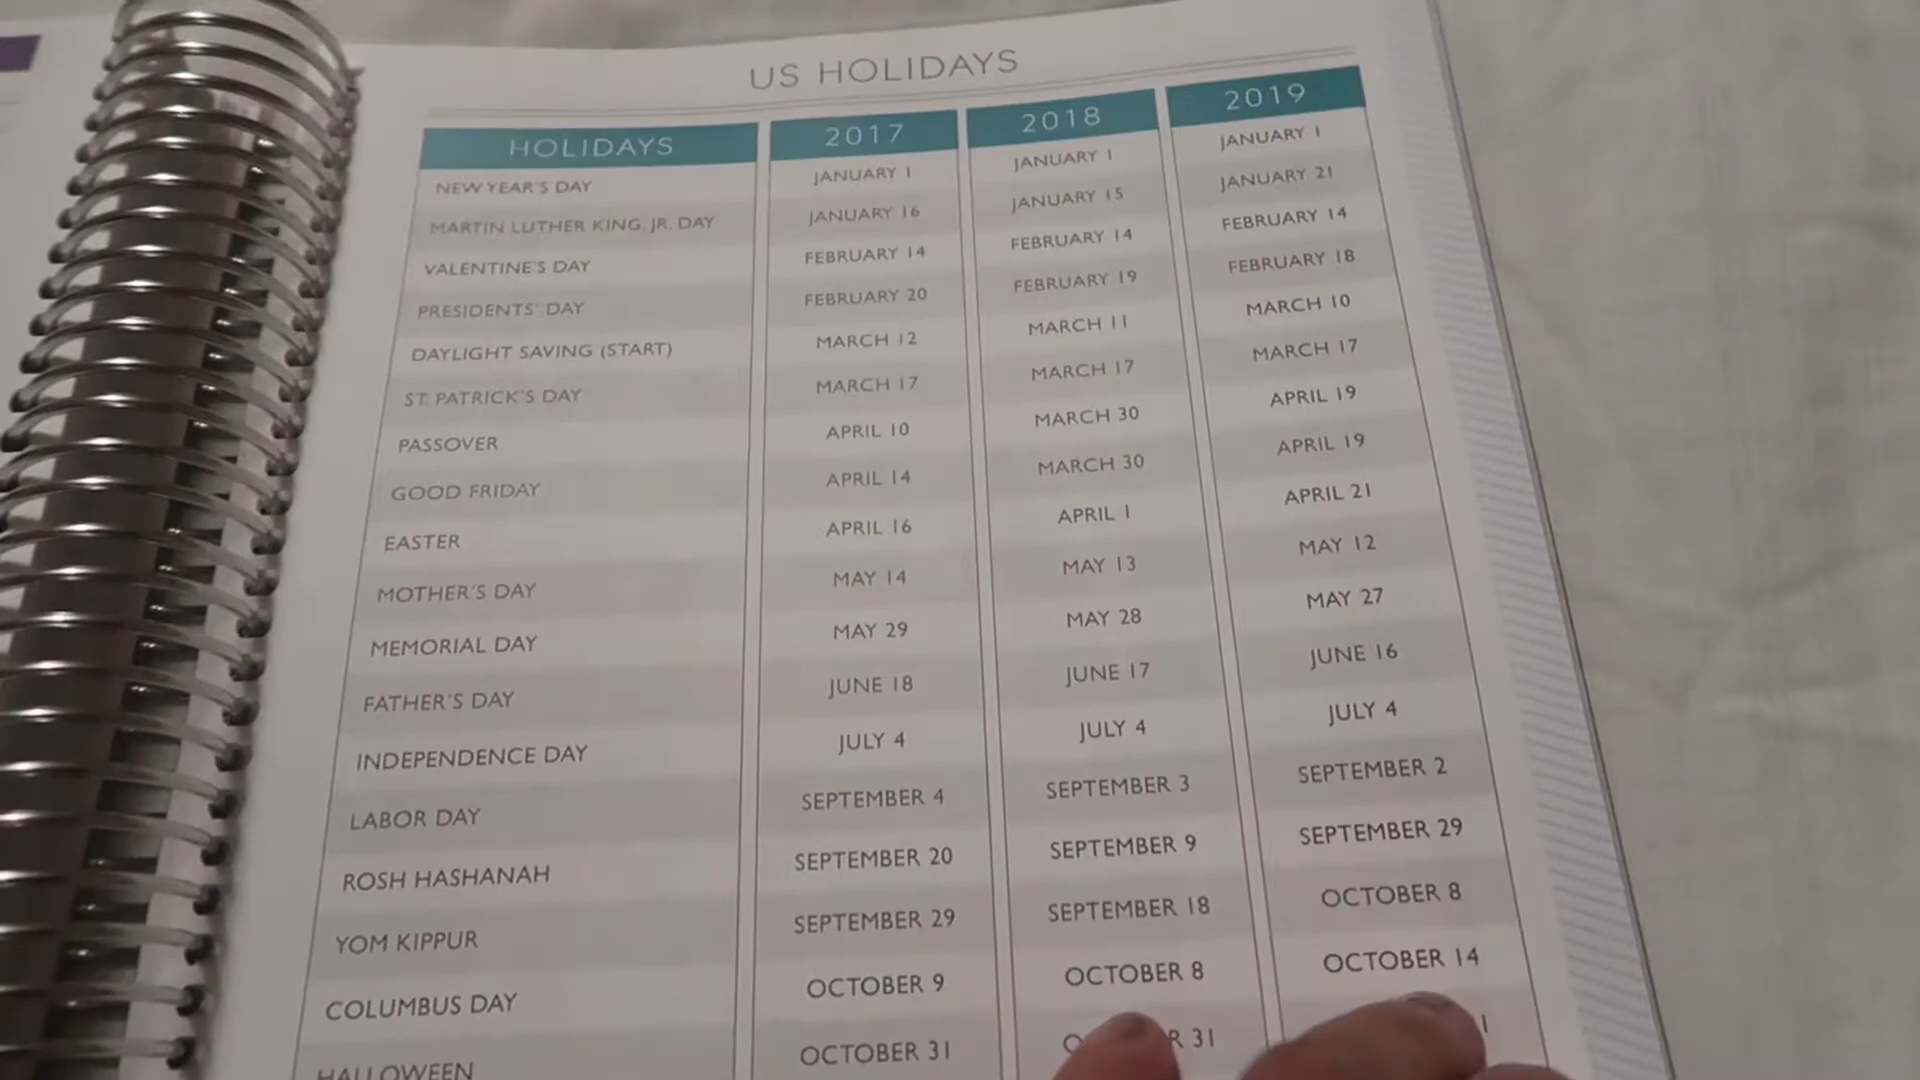 US HOLIDAYS
HOLIDAYS 2017 2018 2019
NEW YEAR'S DAY JANUARY 1 JANUARY 1 JANUARY 1
MARTIN LUTHER KING, JR. DAY JANUARY 16 JANUARY 15 JANUARY 21
VALENTINE'S DAY FEBRUARY 14 FEBRUARY 14 FEBRUARY 14
PRESIDENTS' DAY FEBRUARY 20 FEBRUARY 19 FEBRUARY 18
DAYLIGHT SAVING (START) MARCH 12 MARCH 11 MARCH 10
ST. PATRICK'S DAY MARCH 17 MARCH 17 MARCH 17
PASSOVER APRIL 10 MARCH 30 APRIL 19
GOOD FRIDAY APRIL 14 MARCH 30 APRIL 19
EASTER APRIL 16 APRIL 1 APRIL 21
MOTHER'S DAY MAY 14 MAY 13 MAY 12
MEMORIAL DAY MAY 29 MAY 28 MAY 27
FATHER'S DAY JUNE 18 JUNE 17 JUNE 16
INDEPENDENCE DAY JULY 4 JULY 4 JULY 4
LABOR DAY SEPTEMBER 4 SEPTEMBER 3 SEPTEMBER 2
ROSH HASHANAH SEPTEMBER 20 SEPTEMBER 9 SEPTEMBER 29
YOM KIPPUR SEPTEMBER 29 SEPTEMBER 18 OCTOBER 8
COLUMBUS DAY OCTOBER 9 OCTOBER 8 OCTOBER 14
HALLOWEEN OCTOBER 31 31